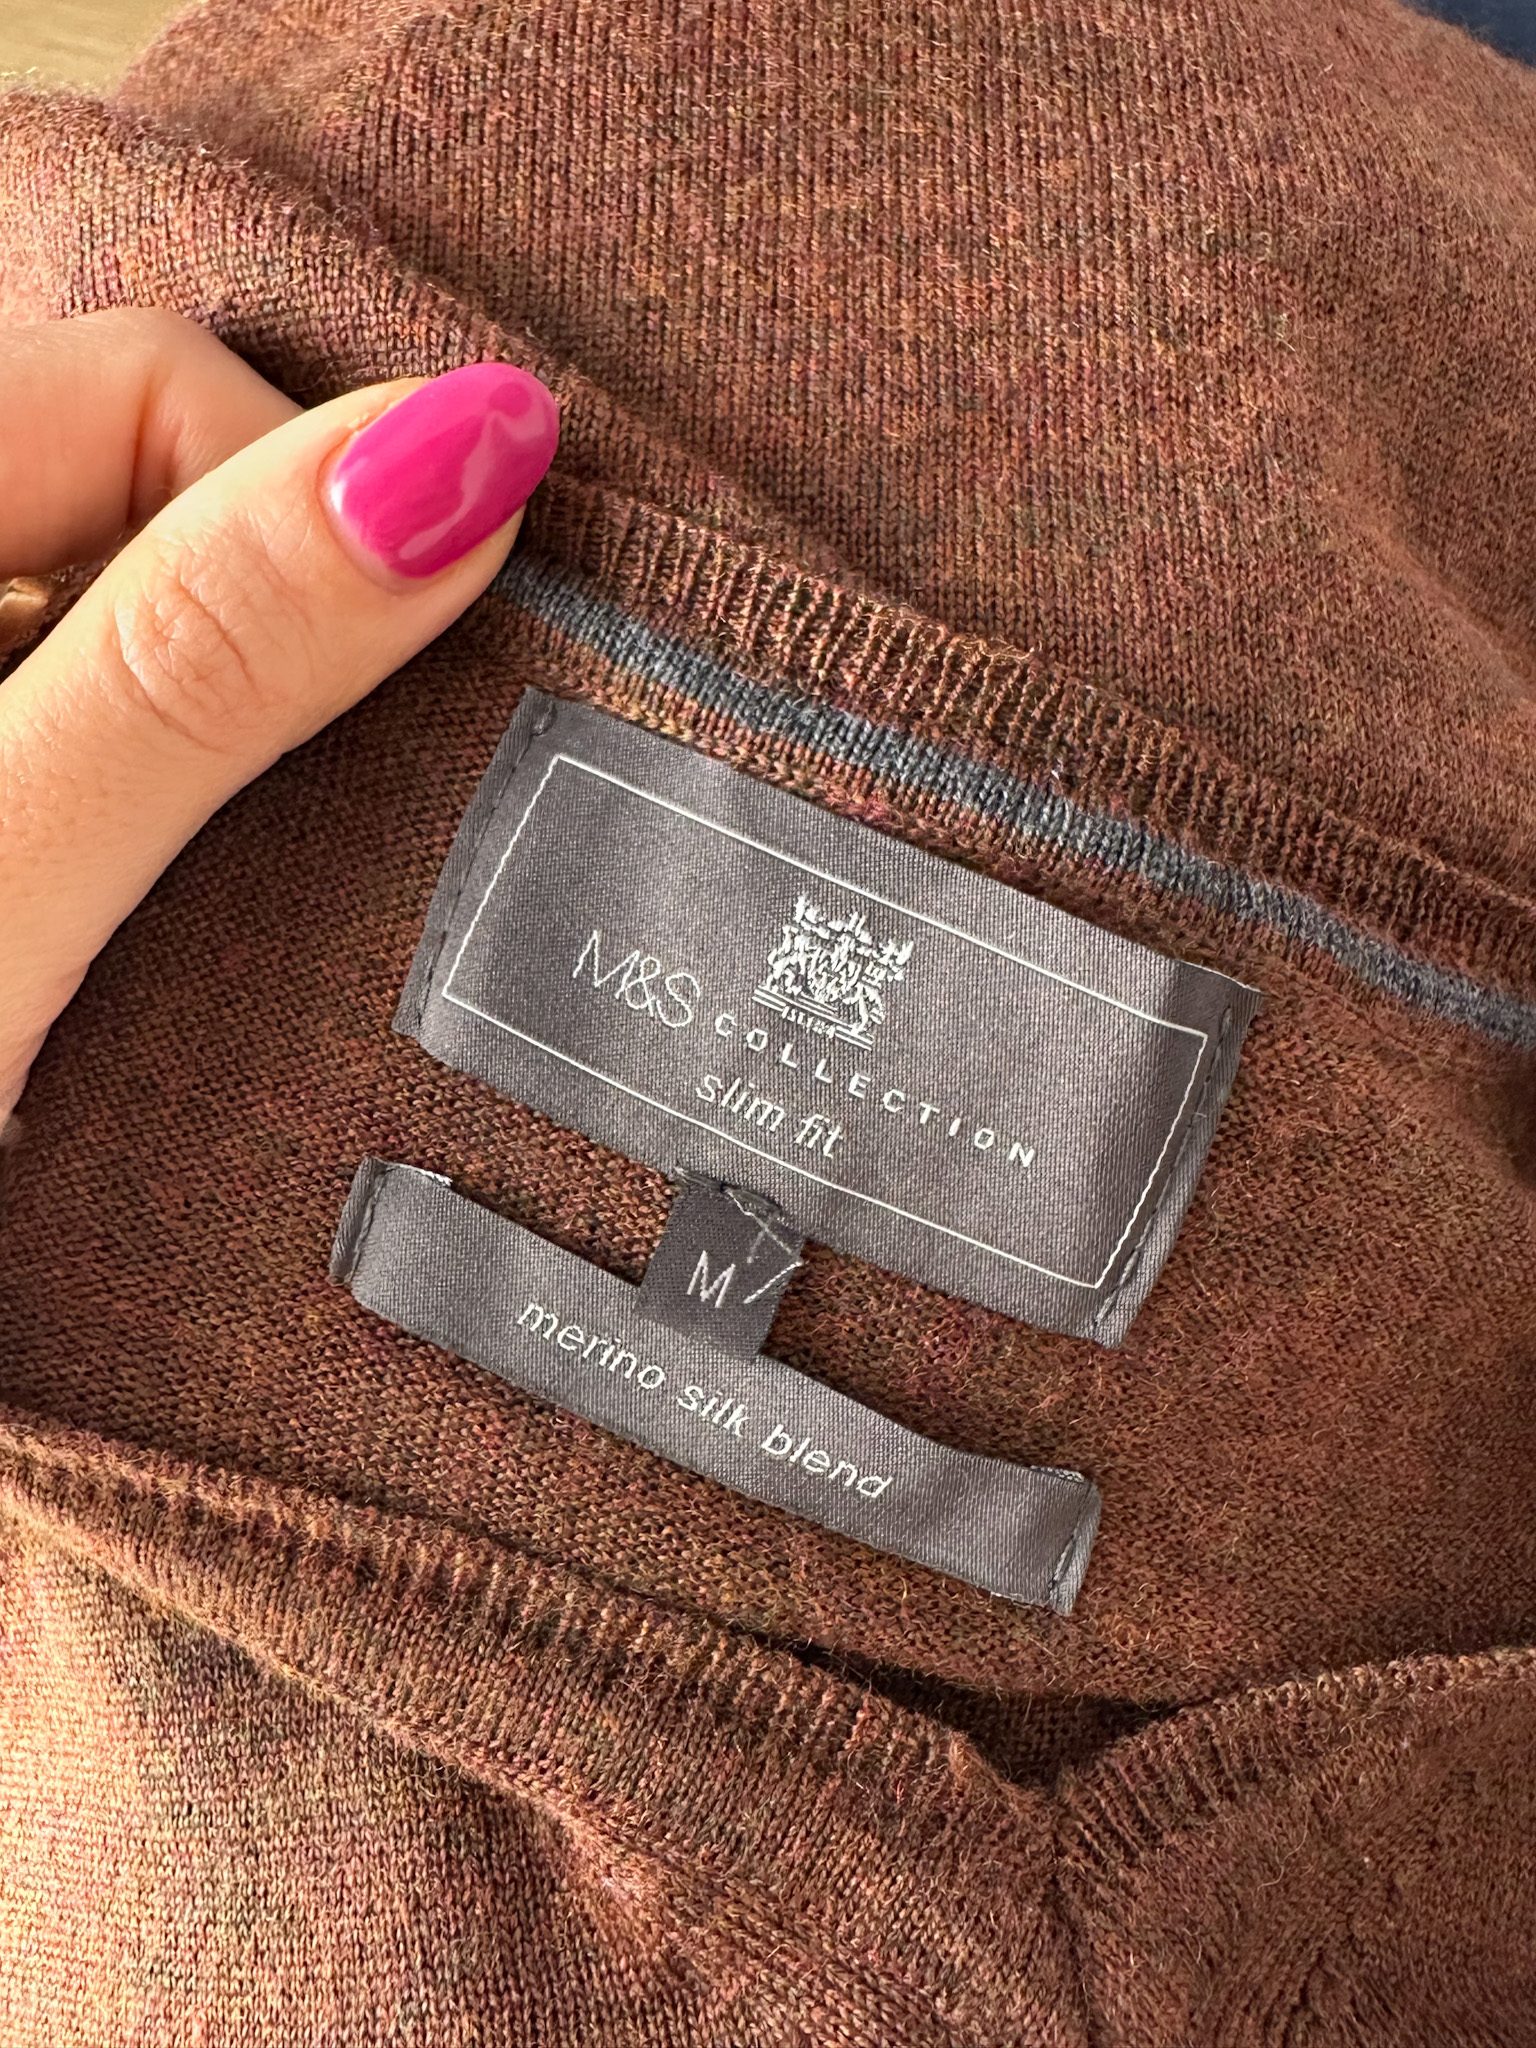 M&S COLLECTION
slim fit
M
merino silk blend